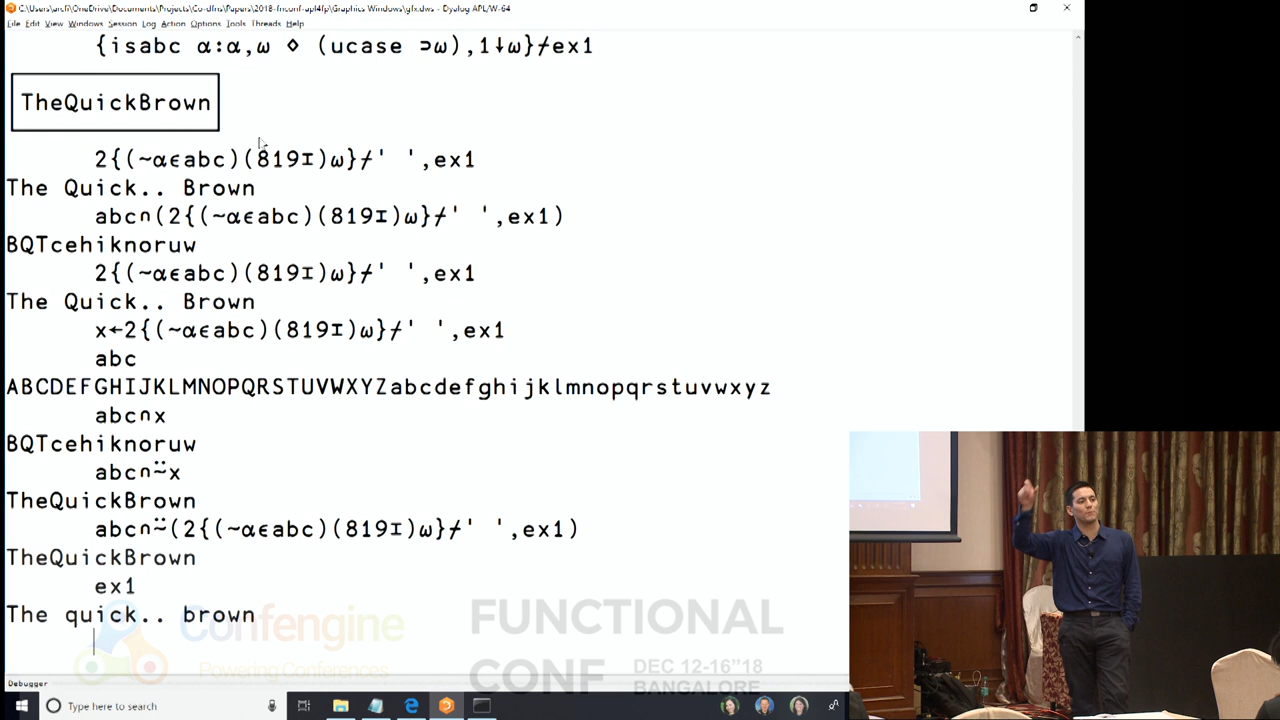 C:\Users\arcfi\OneDrive\Documents\Projects\Co-dfns\Papers\2018-fnconf-apl4fp\Graphics Windows\gfx.dws - Dyalog APL/W-64
File Edit View Windows Session Log Action Options Tools Threads Help
{isabc ⍺:⍺,⍵ ⋄ (ucase ⊃⍵),1↓⍵}⌿ex1
TheQuickBrown
2{(~⍺∊abc)(819⌶)⍵}⌿' ',ex1
The Quick.. Brown
abc∩(2{(~⍺∊abc)(819⌶)⍵}⌿' ',ex1)
BQTcehiknoruw
2{(~⍺∊abc)(819⌶)⍵}⌿' ',ex1
The Quick.. Brown
x←2{(~⍺∊abc)(819⌶)⍵}⌿' ',ex1
abc
ABCDEFGHIJKLMNOPQRSTUVWXYZabcdefghijklmnopqrstuvwxyz
abc∩x
BQTcehiknoruw
abc∩⍨x
TheQuickBrown
abc∩⍨(2{(~⍺∊abc)(819⌶)⍵}⌿' ',ex1)
TheQuickBrown
ex1
The quick.. brown
Confengine
Powering Conferences
FUNCTIONAL
CONF DEC 12-16"18
BANGALORE
Debugger
Type here to search